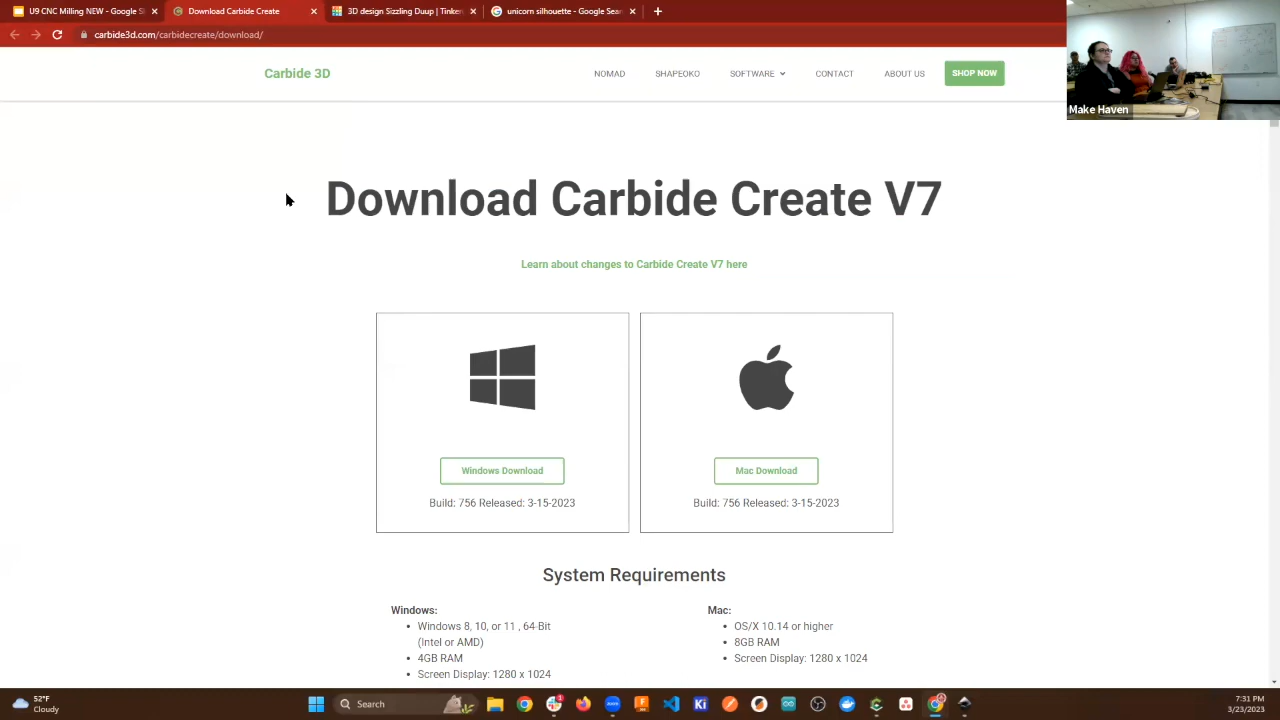 U9 CNC Milling NEW - Google Sl
Download Carbide Create
3D design Sizzling Duup | Tinker
unicorn silhouette - Google Sear
carbide3d.com/carbidecreate/download/
Carbide 3D
NOMAD
SHAPEOKO
SOFTWARE
CONTACT
ABOUT US
SHOP NOW
Make Haven
Download Carbide Create V7
Learn about changes to Carbide Create V7 here
Windows Download
Build: 756 Released: 3-15-2023
Mac Download
Build: 756 Released: 3-15-2023
System Requirements
Windows:
• Windows 8, 10, or 11 , 64-Bit
(Intel or AMD)
• 4GB RAM
• Screen Display: 1280 x 1024
Mac:
• OS/X 10.14 or higher
• 8GB RAM
• Screen Display: 1280 x 1024
52°F
Cloudy
Search
Ki
7:31 PM
3/23/2023